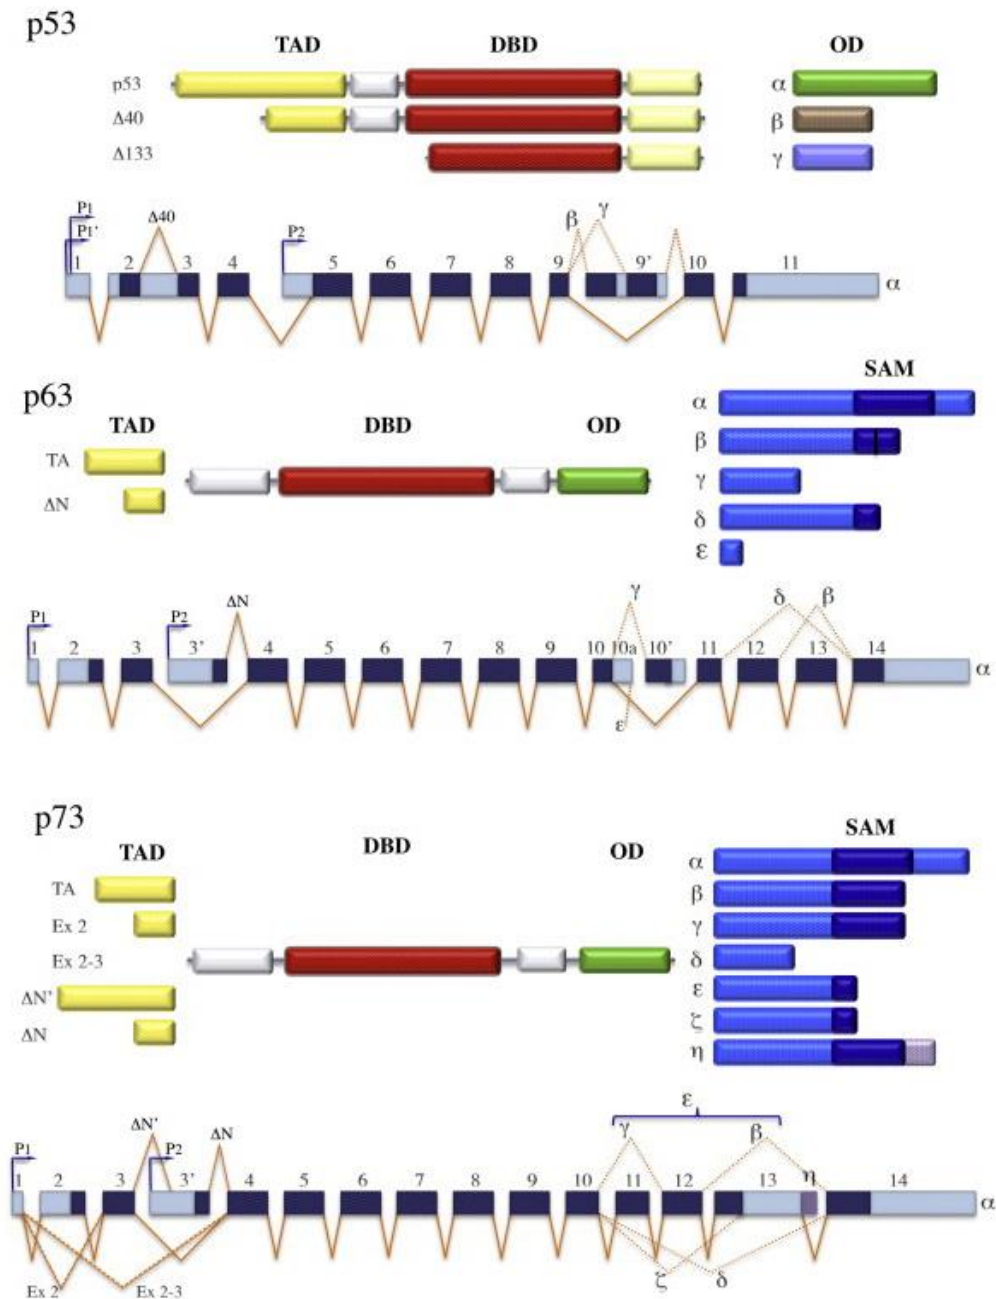 p53
TAD DBD OD
p53 α
Δ40 β
Δ133 γ
P1 Δ40 P2 β γ
P1'
1 2 3 4 5 6 7 8 9 9' 10 11 α
p63
SAM
TAD DBD OD α
TA β
ΔN γ
δ
ε
P1 P2 ΔN γ δ β
1 2 3 3' 4 5 6 7 8 9 10 10a 10' 11 12 13 14 α
ε
p73
TAD DBD OD SAM
TA α
Ex 2 β
Ex 2-3 γ
ΔN' δ
ΔN ε
ζ
η
ε
P1 ΔN' P2 ΔN γ β
1 2 3 3' 4 5 6 7 8 9 10 11 12 13 η 14 α
Ex 2 Ex 2-3 ζ δ